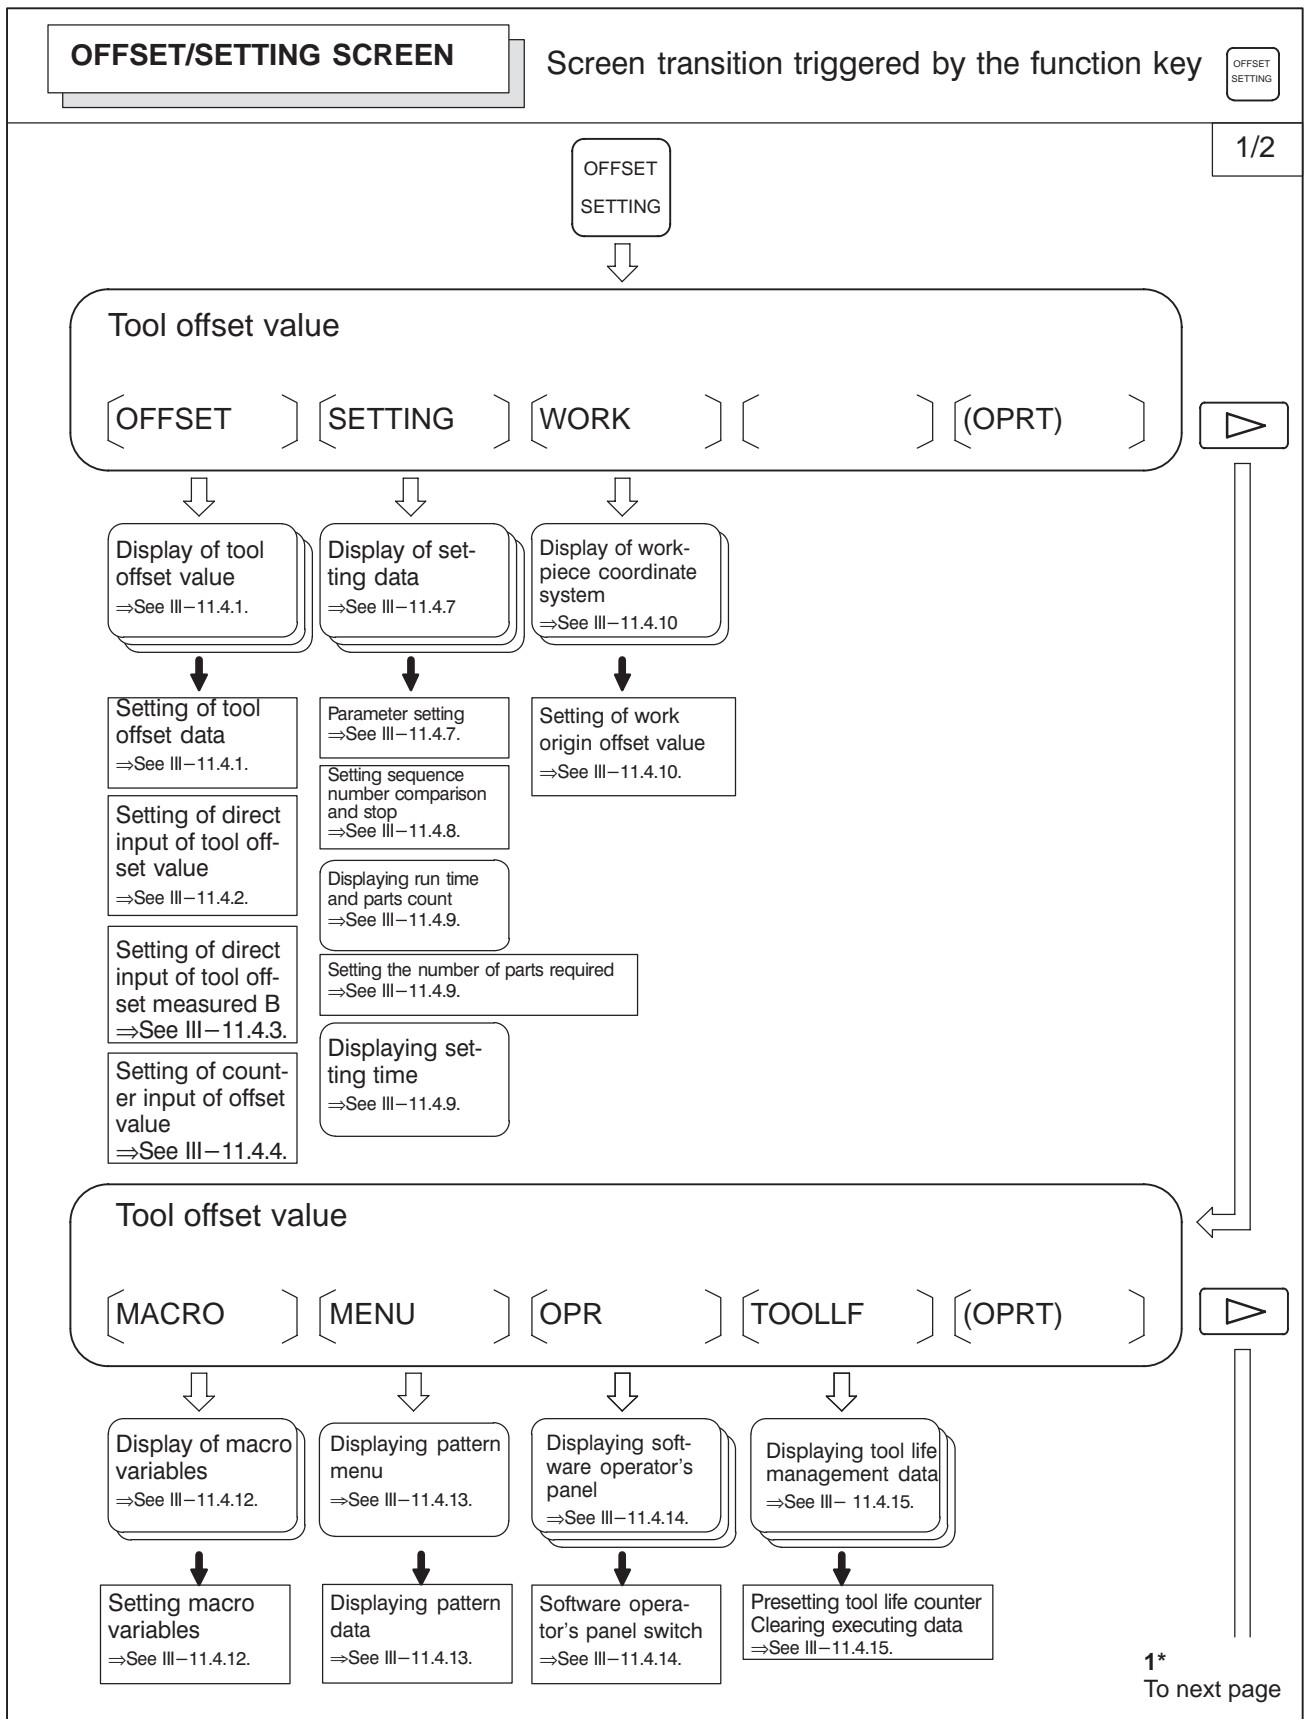 OFFSET/SETTING SCREEN
Screen transition triggered by the function key
OFFSET
SETTING
1/2
OFFSET
SETTING
Tool offset value
OFFSET
SETTING
WORK
(OPRT)
Display of tool
offset value
⇒See III−11.4.1.
Display of set-
ting data
⇒See III−11.4.7
Display of work-
piece coordinate
system
⇒See III−11.4.10
Setting of tool
offset data
⇒See III−11.4.1.
Setting of direct
input of tool off-
set value
⇒See III−11.4.2.
Setting of direct
input of tool off-
set measured B
⇒See III−11.4.3.
Setting of count-
er input of offset
value
⇒See III−11.4.4.
Parameter setting
⇒See III−11.4.7.
Setting sequence
number comparison
and stop
⇒See III−11.4.8.
Displaying run time
and parts count
⇒See III−11.4.9.
Setting the number of parts required
⇒See III−11.4.9.
Displaying set-
ting time
⇒See III−11.4.9.
Setting of work
origin offset value
⇒See III−11.4.10.
Tool offset value
MACRO
MENU
OPR
TOOLLF
(OPRT)
Display of macro
variables
⇒See III−11.4.12.
Displaying pattern
menu
⇒See III−11.4.13.
Displaying soft-
ware operator's
panel
⇒See III−11.4.14.
Displaying tool life
management data
⇒See III− 11.4.15.
Setting macro
variables
⇒See III−11.4.12.
Displaying pattern
data
⇒See III−11.4.13.
Software opera-
tor's panel switch
⇒See III−11.4.14.
Presetting tool life counter
Clearing executing data
⇒See III−11.4.15.
1*
To next page